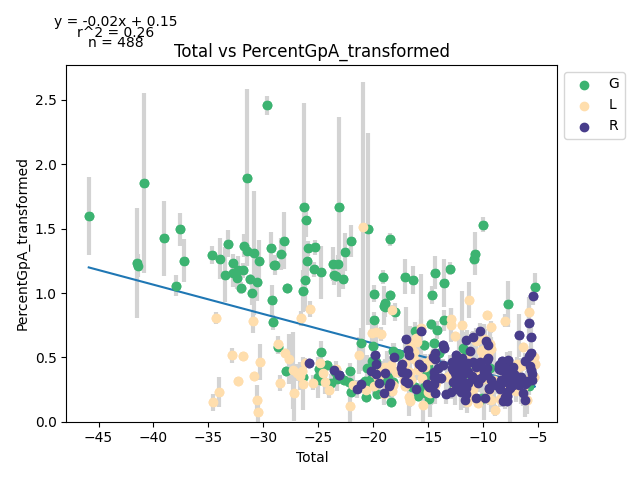 y = -0.02x + 0.15
r^2 = 0.26
n = 488
Total vs PercentGpA_transformed
G
L
R
PercentGpA_transformed
2.5
2.0
1.5
1.0
0.5
0.0
−45
−40
−35
−30
−25
−20
−15
−10
−5
Total